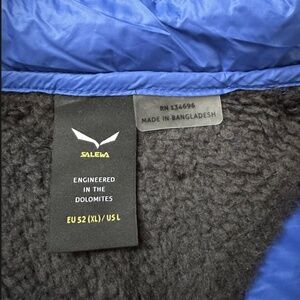 RN 134696
MADE IN BANGLADESH
SALEWA
ENGINEERED
IN THE
DOLOMITES
EU 52 (XL) / US L